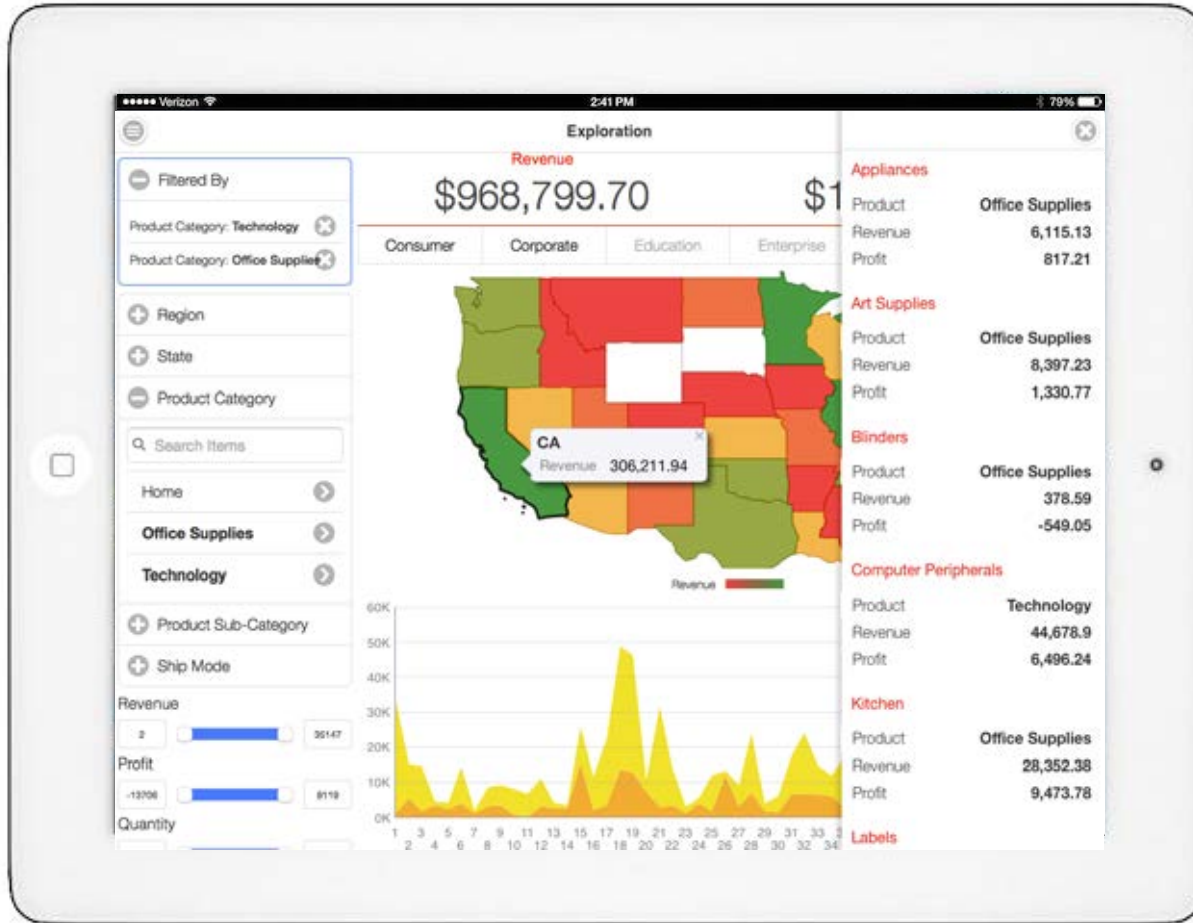 Verizon 2:41 PM 79%
Exploration
Filtered By
Product Category: Technology
Product Category: Office Supplies
Region
State
Product Category
Search Items
Home
Office Supplies
Technology
Product Sub-Category
Ship Mode
Revenue
2 35147
Profit
-13706 8119
Quantity
Revenue
$968,799.70 $1
Consumer Corporate Education Enterprise
CA
Revenue 306,211.94
Revenue
60K
50K
40K
30K
20K
10K
0K
1 3 5 7 9 11 13 15 17 19 21 23 25 27 29 31 33
2 4 6 8 10 12 14 16 18 20 22 24 26 28 30 32 34
Appliances
Product Office Supplies
Revenue 6,115.13
Profit 817.21
Art Supplies
Product Office Supplies
Revenue 8,397.23
Profit 1,330.77
Blinders
Product Office Supplies
Revenue 378.59
Profit -549.05
Computer Peripherals
Product Technology
Revenue 44,678.9
Profit 6,496.24
Kitchen
Product Office Supplies
Revenue 28,352.38
Profit 9,473.78
Labels